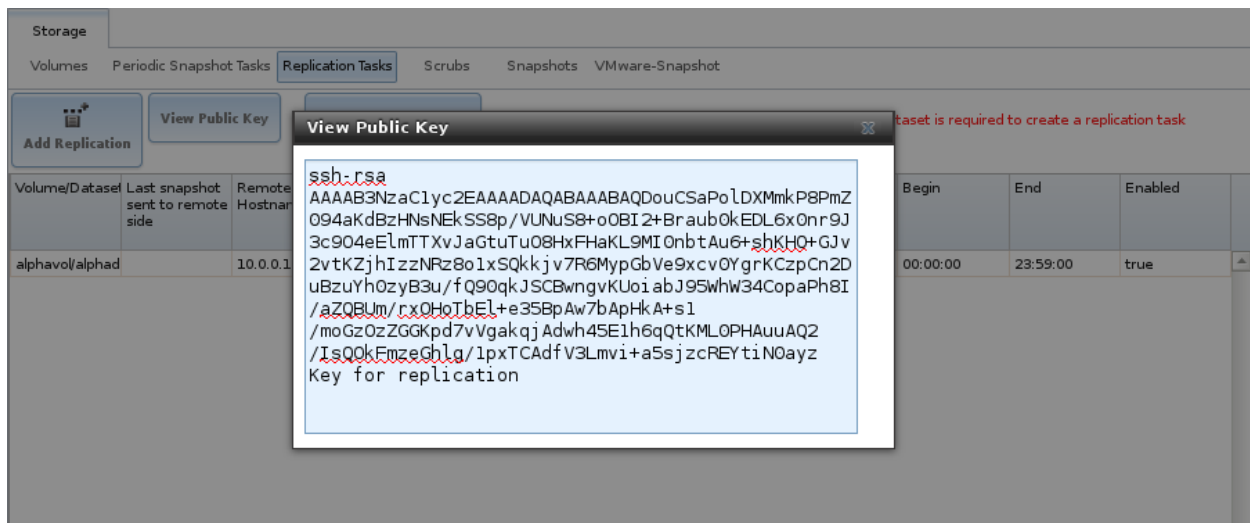 Storage
Volumes Periodic Snapshot Tasks Replication Tasks Scrubs Snapshots VMware-Snapshot
Add Replication
View Public Key
taset is required to create a replication task
Volume/Dataset
Last snapshot
sent to remote
side
Remote
Hostnam
Begin
End
Enabled
alphavol/alphad
10.0.0.1
00:00:00
23:59:00
true
View Public Key
ssh-rsa
AAAAB3NzaC1yc2EAAAADAQABAAABAQDouCSaPolDXMmkP8PmZ
094aKdBzHNsNEkSS8p/VUNuS8+oOBI2+Braub0kEDL6x0nr9J
3c9O4eElmTTXvJaGtuTuO8HxFHaKL9MI0nbtAu6+shKHQ+GJv
2vtKZjhIzzNRz8o1xSQkkjv7R6MypGbVe9xcv0YgrKCzpCn2D
uBzuYh0zyB3u/fQ90qkJSCBwngvKUoiabJ95WhW34CopaPh8I
/aZQBUm/rxOHoTbEl+e35BpAw7bApHkA+s1
/moGzOzZGGKpd7vVgakqjAdwh45E1h6qQtKML0PHAuuAQ2
/IsQOkFmzeGhlg/1pxTCAdfV3Lmvi+a5sjzcREYtiN0ayz
Key for replication